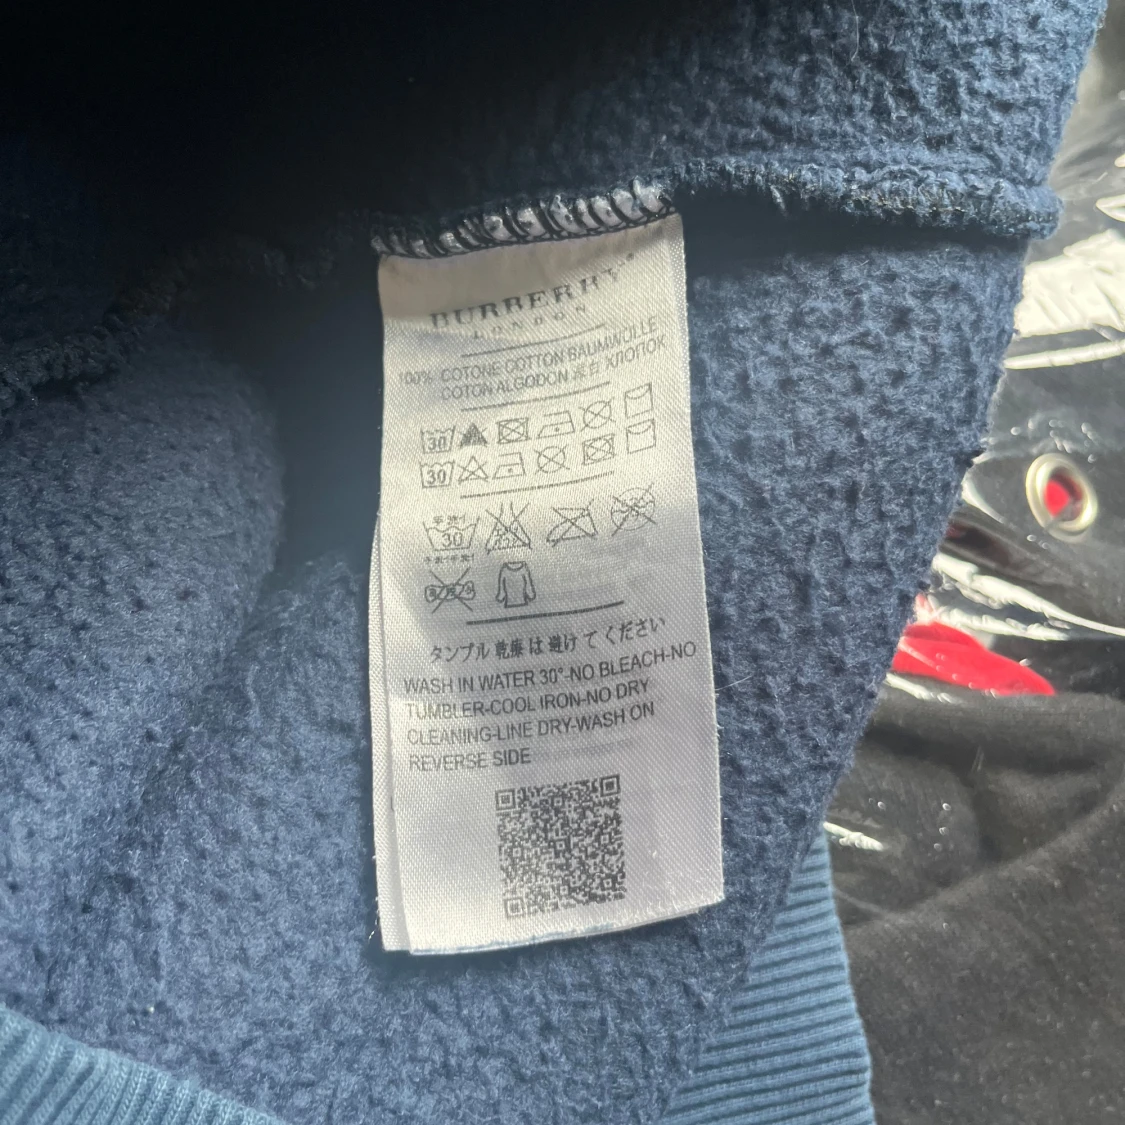 BURBERRY®
LONDON
100% COTONE COTTON BAUMWOLLE
COTON ALGODON ХЛОПОК
30
30
30
タンブル 乾燥 は 避け て ください
WASH IN WATER 30°-NO BLEACH-NO
TUMBLER-COOL IRON-NO DRY
CLEANING-LINE DRY-WASH ON
REVERSE SIDE